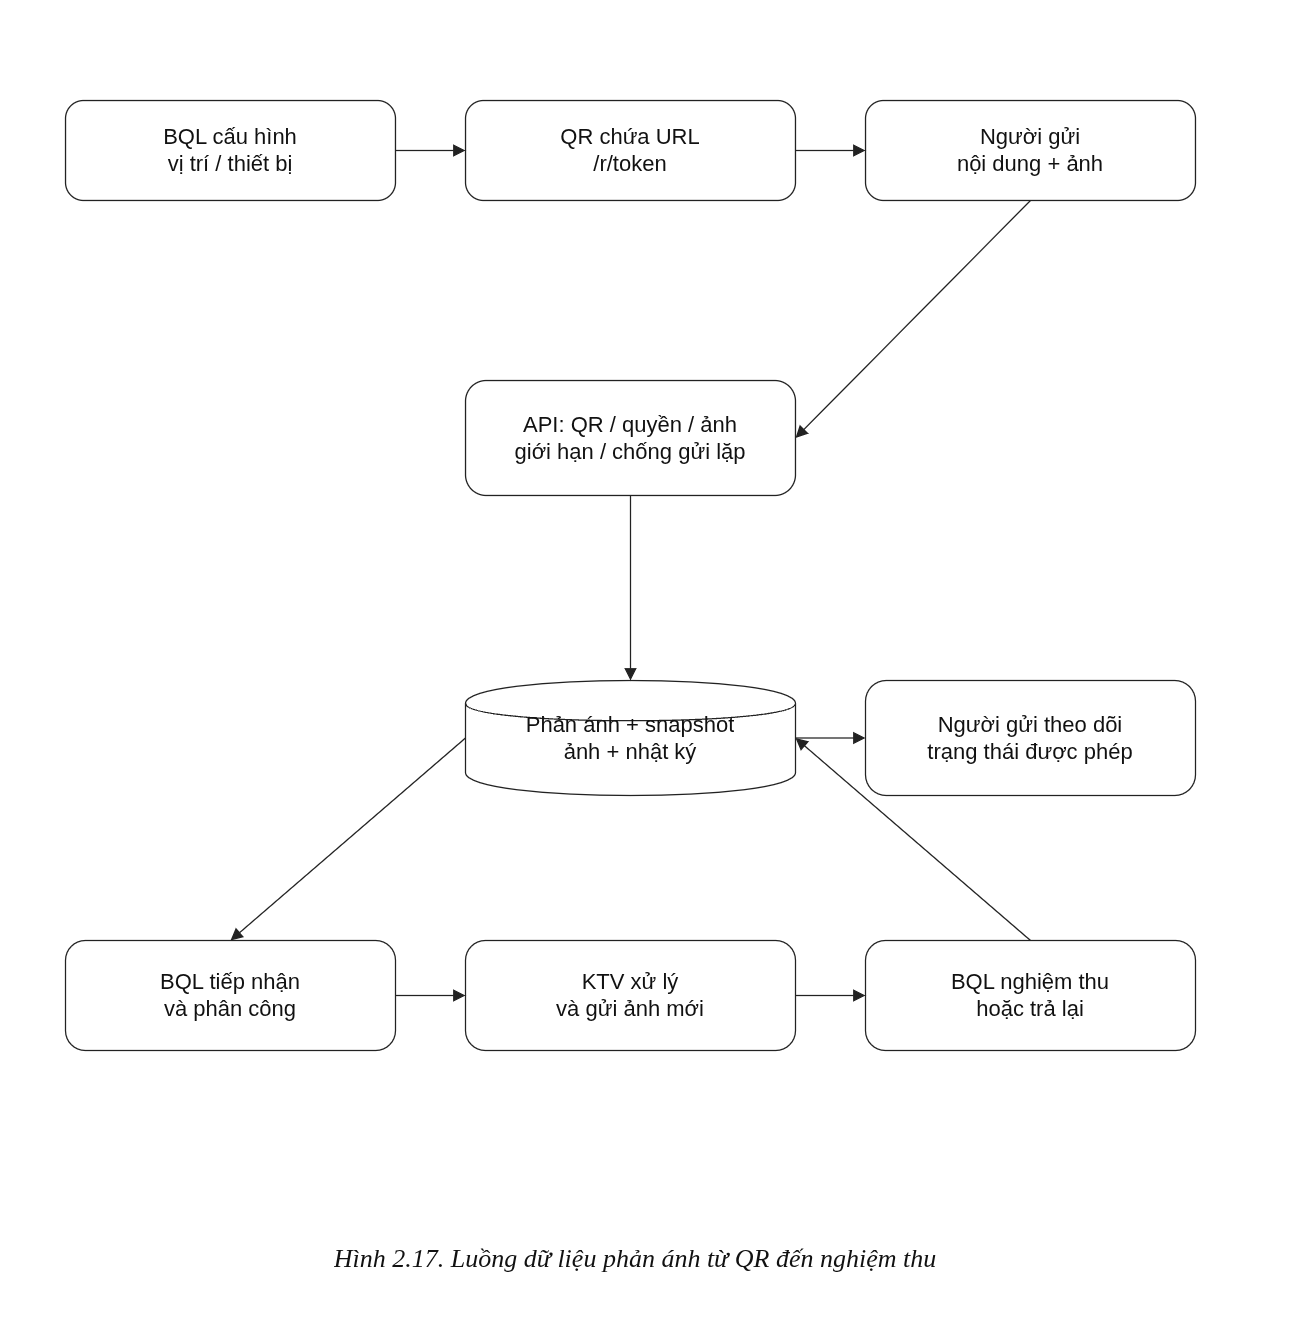 BQL cấu hình
vị trí / thiết bị
QR chứa URL
/r/token
Người gửi
nội dung + ảnh
API: QR / quyền / ảnh
giới hạn / chống gửi lặp
Phản ánh + snapshot
ảnh + nhật ký
Người gửi theo dõi
trạng thái được phép
BQL tiếp nhận
và phân công
KTV xử lý
và gửi ảnh mới
BQL nghiệm thu
hoặc trả lại
Hình 2.17. Luồng dữ liệu phản ánh từ QR đến nghiệm thu